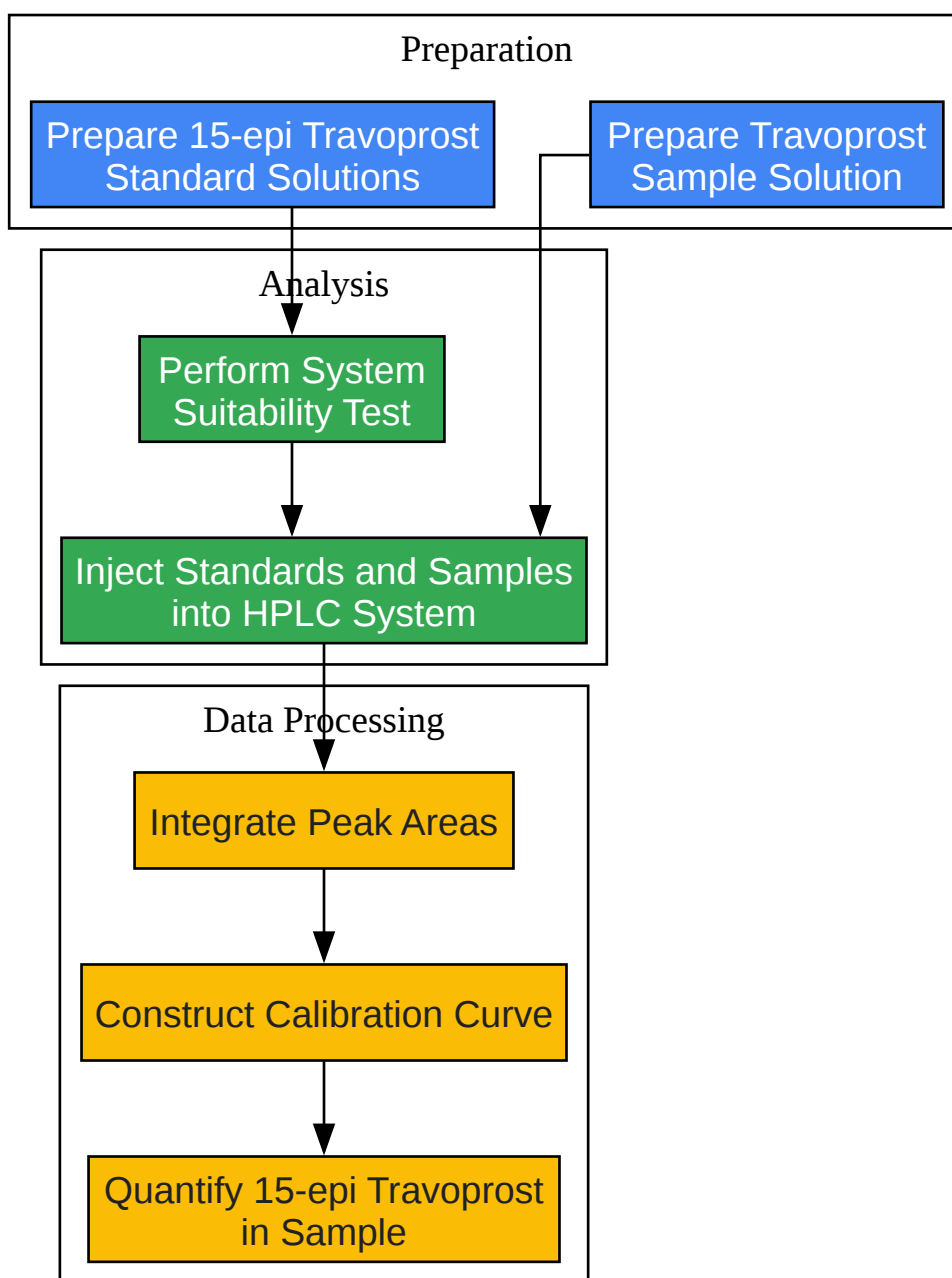 Preparation
Prepare 15-epi Travoprost
Standard Solutions
Prepare Travoprost
Sample Solution
Analysis
Perform System
Suitability Test
Inject Standards and Samples
into HPLC System
Data Processing
Integrate Peak Areas
Construct Calibration Curve
Quantify 15-epi Travoprost
in Sample